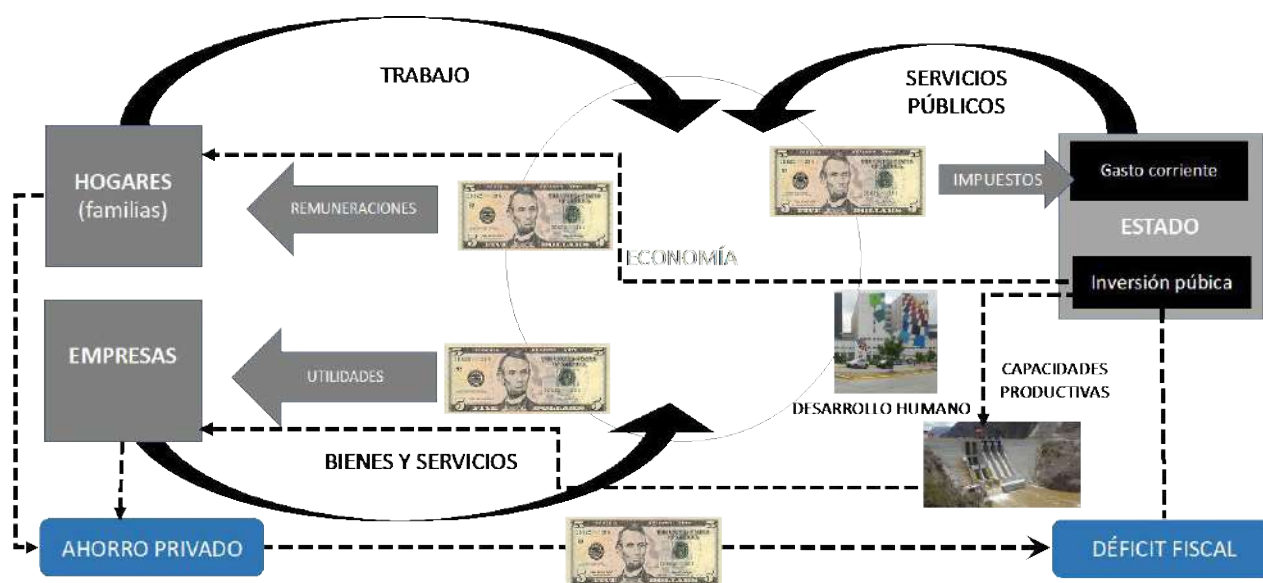 TRABAJO
SERVICIOS
PÚBLICOS
HOGARES
(familias)
REMUNERACIONES
IMPUESTOS
Gasto corriente
ESTADO
ECONOMÍA
Inversión púbica
EMPRESAS
UTILIDADES
CAPACIDADES
PRODUCTIVAS
DESARROLLO HUMANO
BIENES Y SERVICIOS
AHORRO PRIVADO
DÉFICIT FISCAL